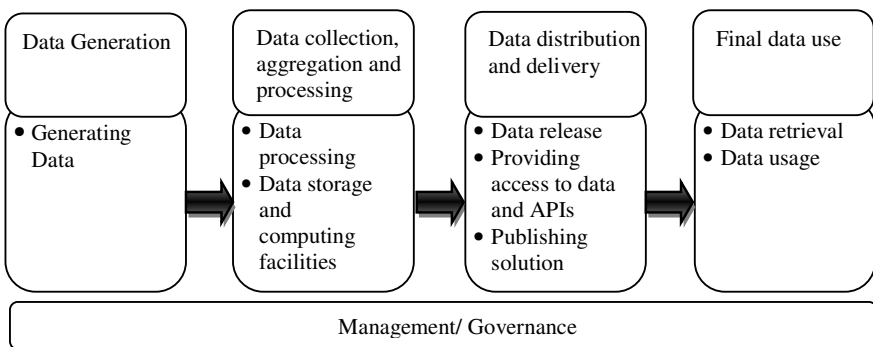 Data Generation
• Generating
Data
Data collection,
aggregation and
processing
• Data
processing
• Data storage
and
computing
facilities
Data distribution
and delivery
• Data release
• Providing
access to data
and APIs
• Publishing
solution
Final data use
• Data retrieval
• Data usage
Management/ Governance